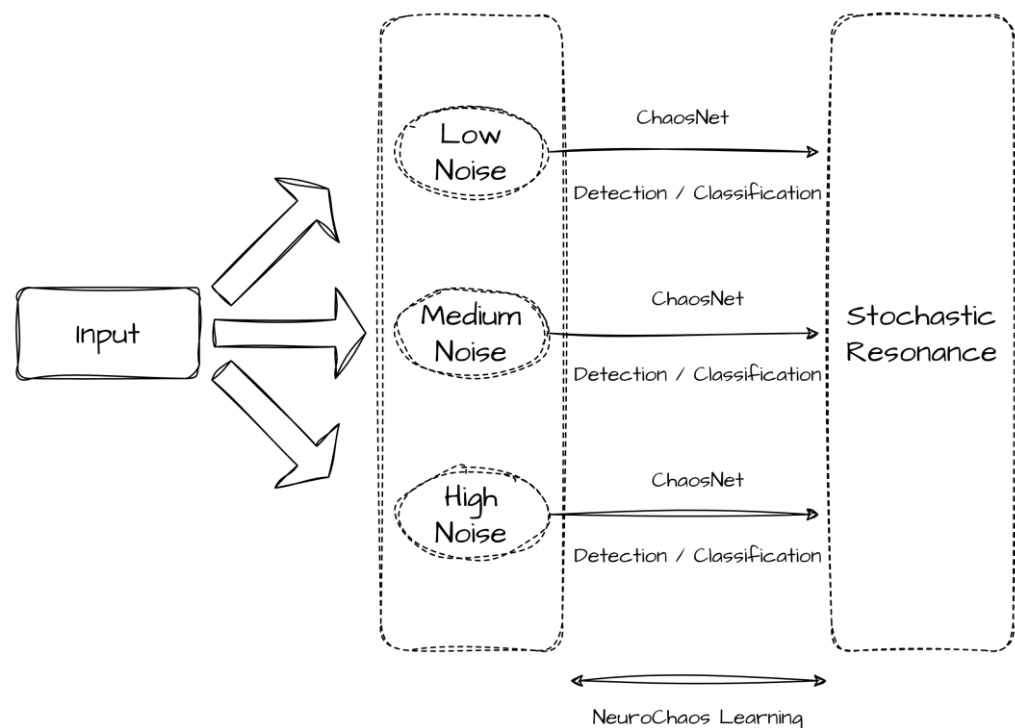 Input
Low
Noise
ChaosNet
Detection / Classification
Medium
Noise
ChaosNet
Detection / Classification
High
Noise
ChaosNet
Detection / Classification
Stochastic
Resonance
NeuroChaos Learning